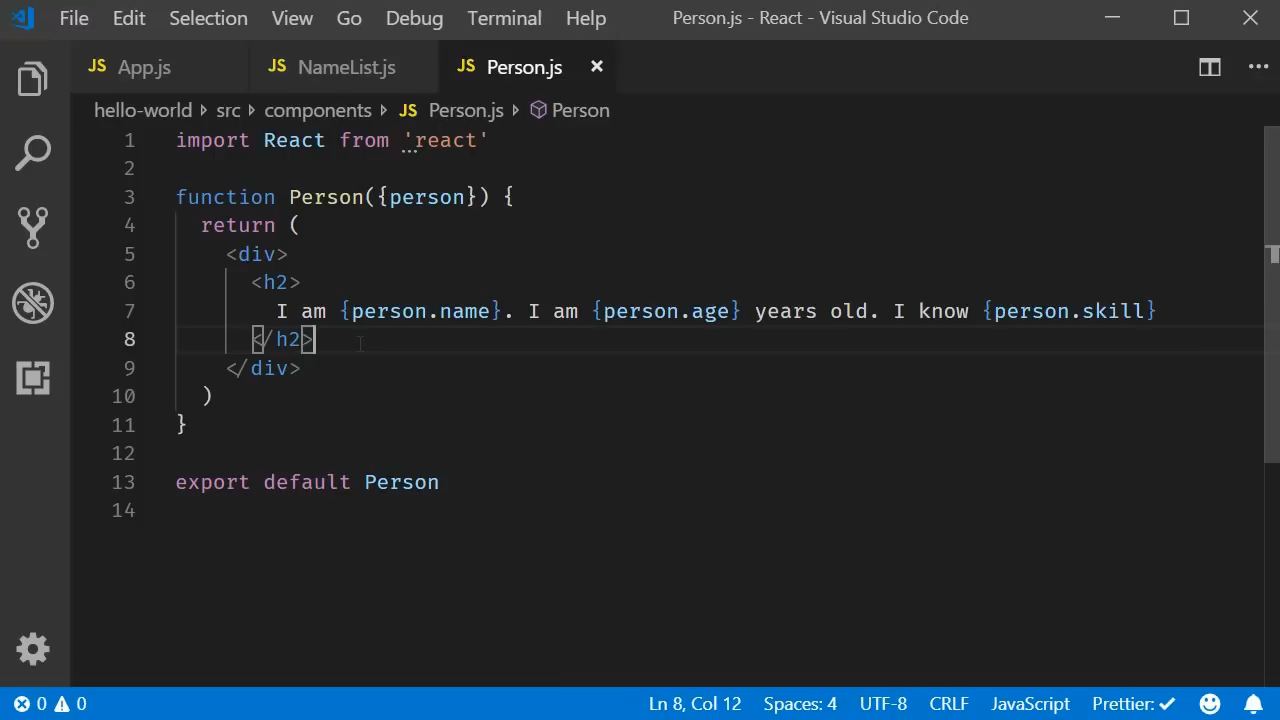 File Edit Selection View Go Debug Terminal Help Person.js - React - Visual Studio Code
JS App.js JS NameList.js JS Person.js
hello-world src components JS Person.js Person
1 import React from 'react'
2
3 function Person({person}) {
4 return (
5 <div>
6 <h2>
7 I am {person.name}. I am {person.age} years old. I know {person.skill}
8 </h2>
9 </div>
10 )
11 }
12
13 export default Person
14
0 0 Ln 8, Col 12 Spaces: 4 UTF-8 CRLF JavaScript Prettier: ✓